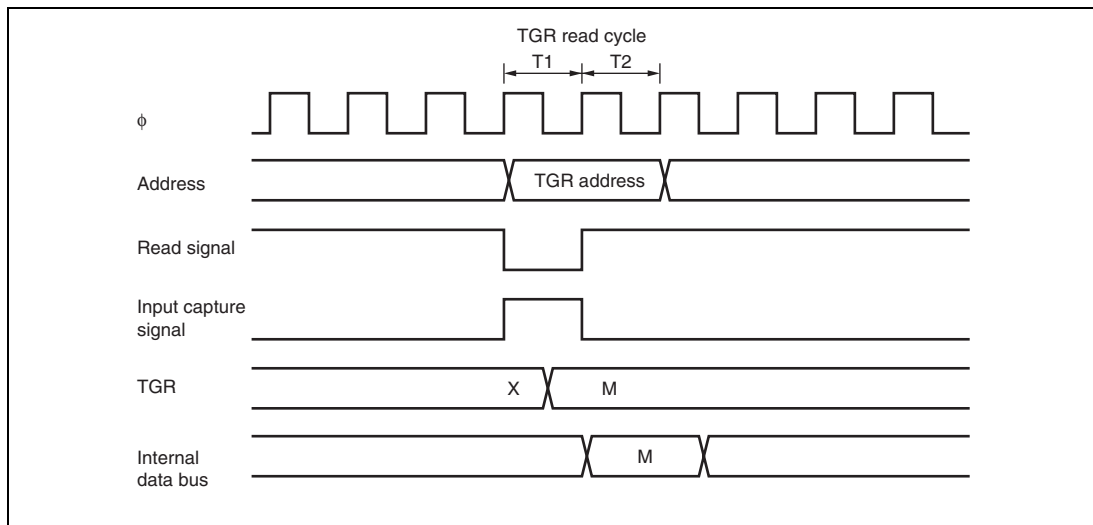 TGR read cycle
T1 T2
ϕ
Address
TGR address
Read signal
Input capture
signal
TGR
X M
Internal
data bus
M